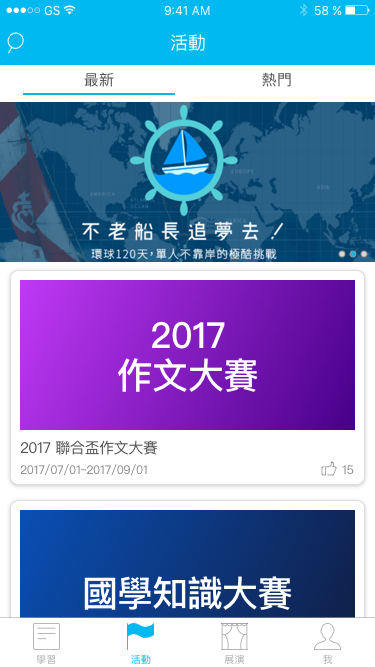 GS
9:41 AM
58 %
活動
最新
熱門
AMERICA
EUROPE
ASIA
不老船長追夢去！
環球120天，單人不靠岸的極酷挑戰
2017
作文大賽
2017 聯合盃作文大賽
2017/07/01~2017/09/01
15
國學知識大賽
學習
活動
展演
我